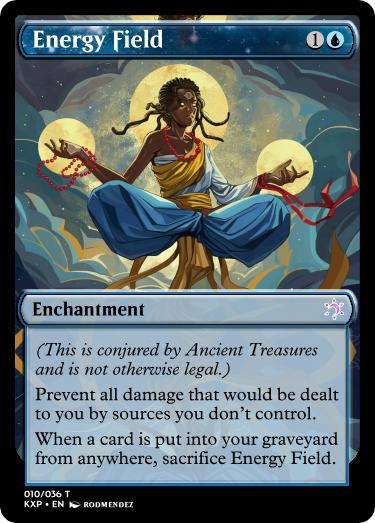 Energy Field 1
Enchantment
(This is conjured by Ancient Treasures
and is not otherwise legal.)
Prevent all damage that would be dealt
to you by sources you don't control.
When a card is put into your graveyard
from anywhere, sacrifice Energy Field.
010/036 T
KXP • EN RODMENDEZ